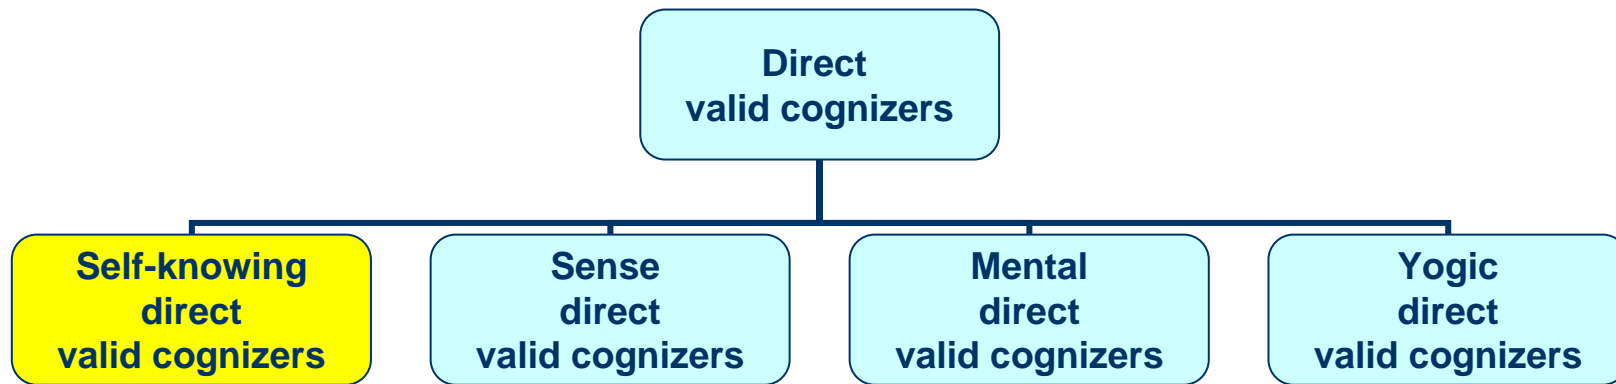 Direct
valid cognizers
Self-knowing
direct
valid cognizers
Sense
direct
valid cognizers
Mental
direct
valid cognizers
Yogic
direct
valid cognizers